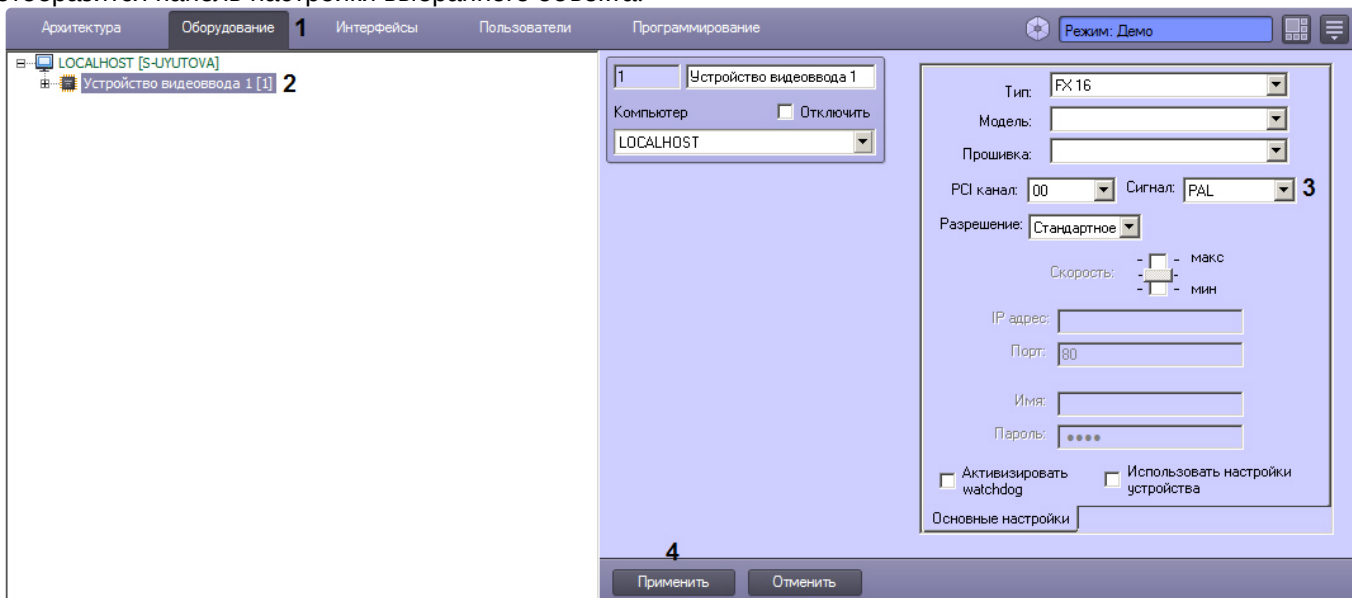 отобразится панель настройки выбранного объекта.
Архитектура Оборудование 1 Интерфейсы Пользователи Программирование Режим: Демо
LOCALHOST [S-UYUTOVA]
Устройство видеоввода 1 [1] 2
1 Устройство видеоввода 1
Компьютер Отключить
LOCALHOST
Тип: FX 16
Модель:
Прошивка:
PCI канал: 00 Сигнал: PAL 3
Разрешение: Стандартное
Скорость: макс
мин
IP адрес:
Порт: 80
Имя:
Пароль: ••••
Активизировать watchdog
Использовать настройки устройства
Основные настройки
4
Применить Отменить